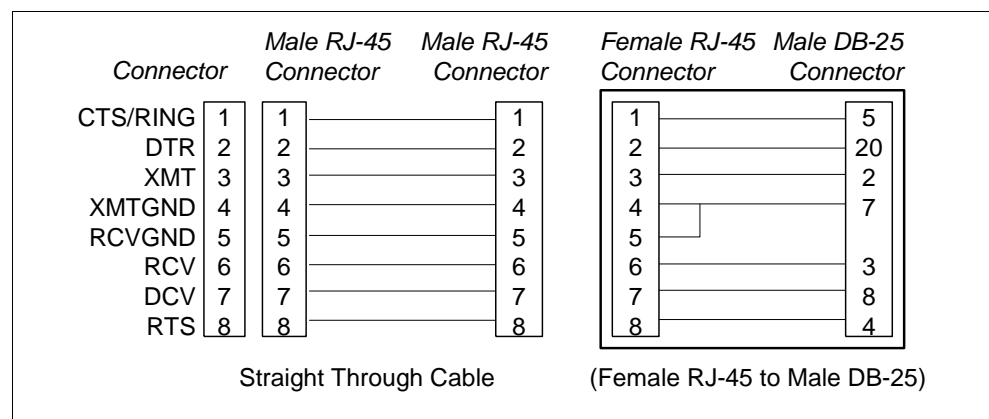 Male RJ-45 Male RJ-45 Female RJ-45 Male DB-25
Connector Connector Connector Connector Connector
CTS/RING 1 1 1 1 5
DTR 2 2 2 2 20
XMT 3 3 3 3 2
XMTGND 4 4 4 4 7
RCVGND 5 5 5 5
RCV 6 6 6 6 3
DCV 7 7 7 7 8
RTS 8 8 8 8 4
Straight Through Cable (Female RJ-45 to Male DB-25)